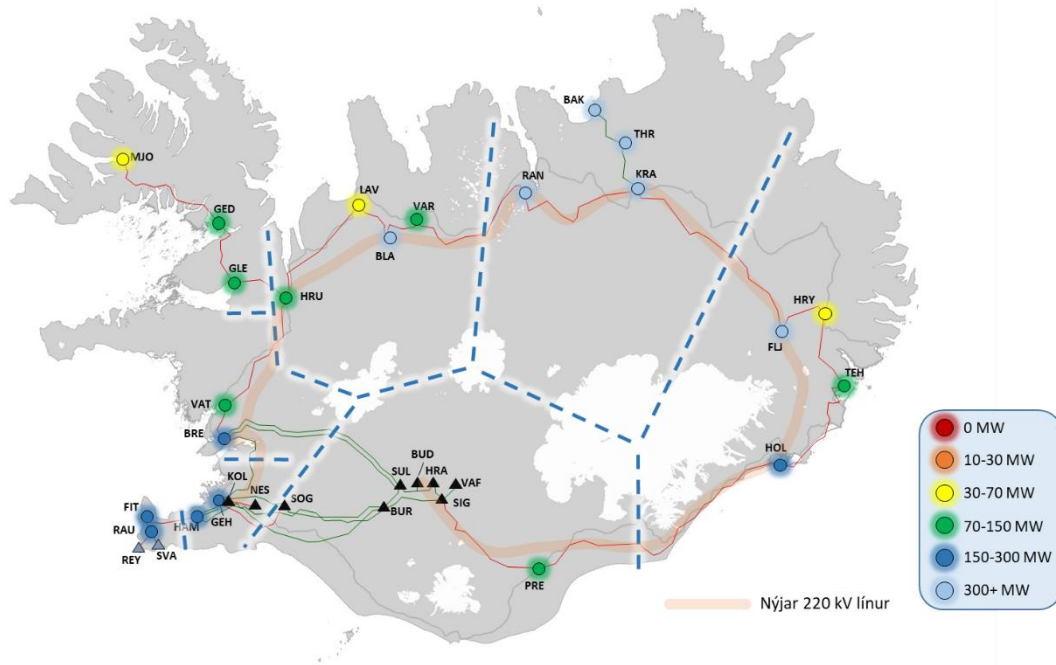 BAK
THR
MJO
KRA
RAN
LAV
VAR
GED
BLA
GLE
HRU
HRY
FLJ
TEH
VAT
BRE
BUD
HOL
SUL
HRA
VAF
KOL
NES
SOG
SIG
BUR
FIT
GEH
HAM
RAU
REY
SVA
PRE
0 MW
10-30 MW
30-70 MW
70-150 MW
150-300 MW
300+ MW
Nýjar 220 kV línur